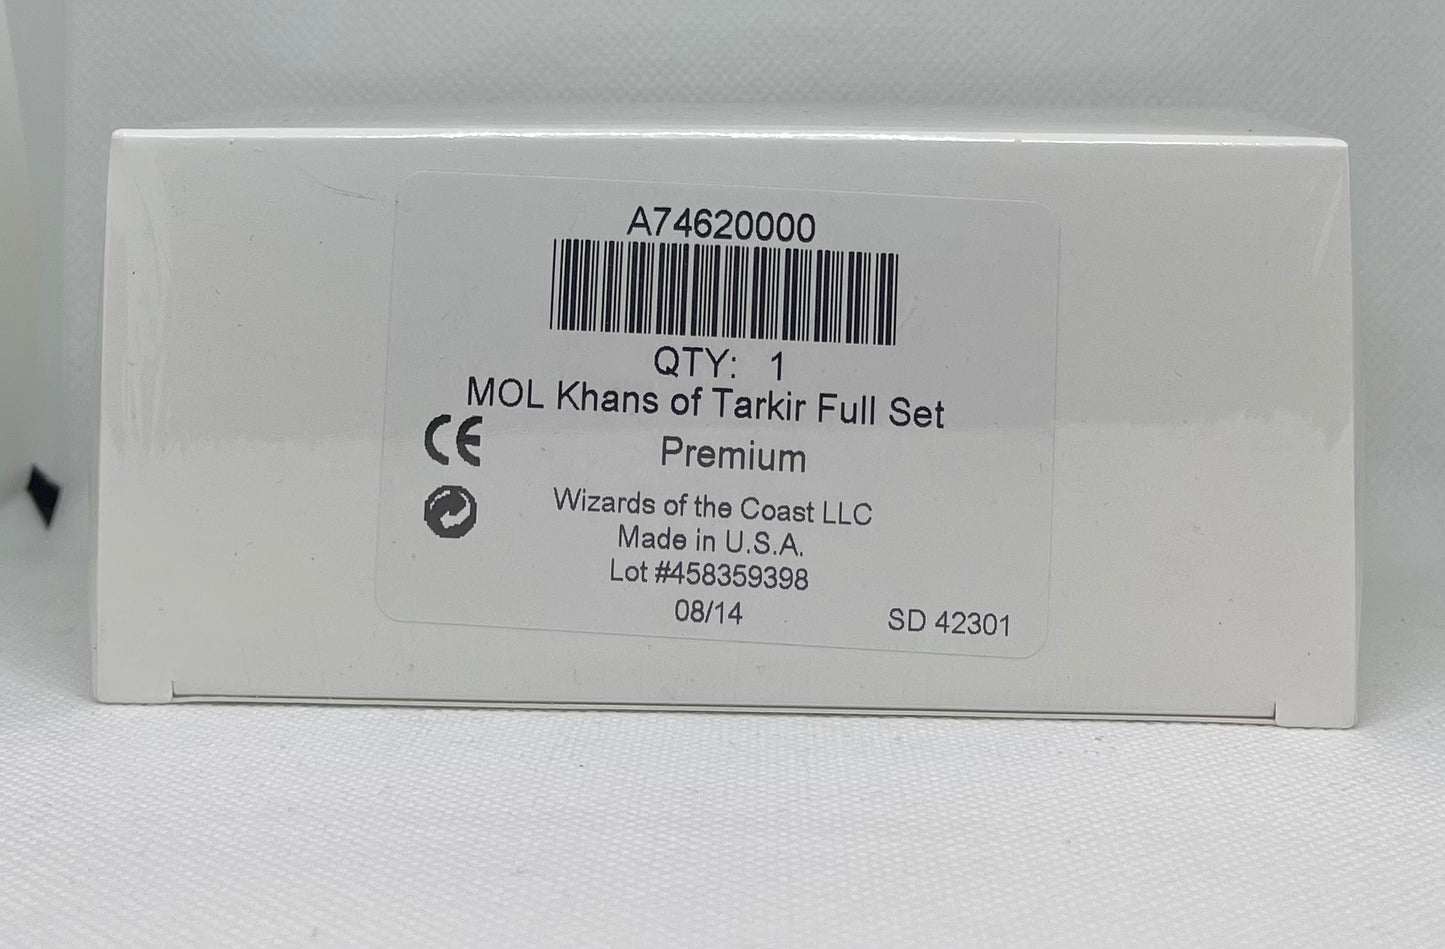 A74620000
QTY: 1
MOL Khans of Tarkir Full Set
Premium
CE
Wizards of the Coast LLC
Made in U.S.A.
Lot #458359398
08/14
SD 42301